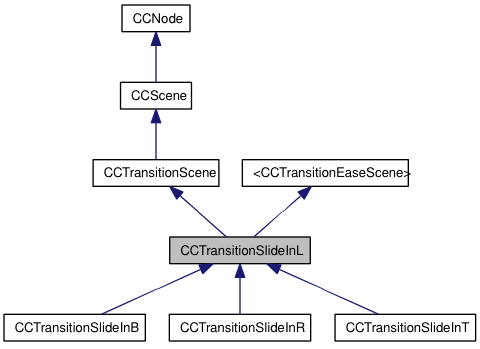 CCNode
CCScene
CCTransitionScene
<CCTransitionEaseScene>
CCTransitionSlideInL
CCTransitionSlideInB
CCTransitionSlideInR
CCTransitionSlideInT